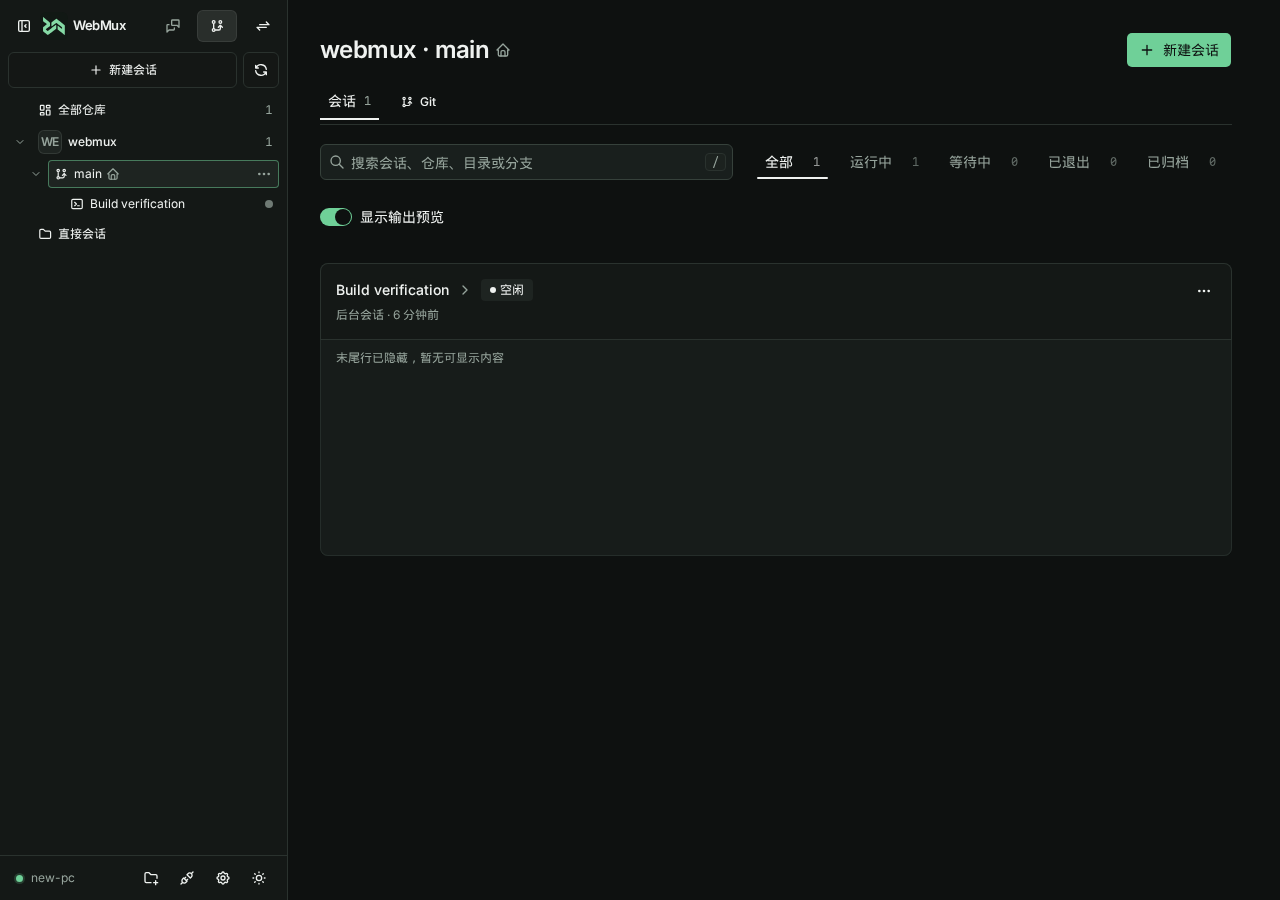 WebMux
新建会话
全部仓库 1
WE webmux 1
main
Build verification
直接会话
new-pc
webmux · main
新建会话
会话 1 Git
搜索会话、仓库、目录或分支 /
全部 1 运行中 1 等待中 0 已退出 0 已归档 0
显示输出预览
Build verification 空闲
后台会话 · 6 分钟前
末尾行已隐藏，暂无可显示内容